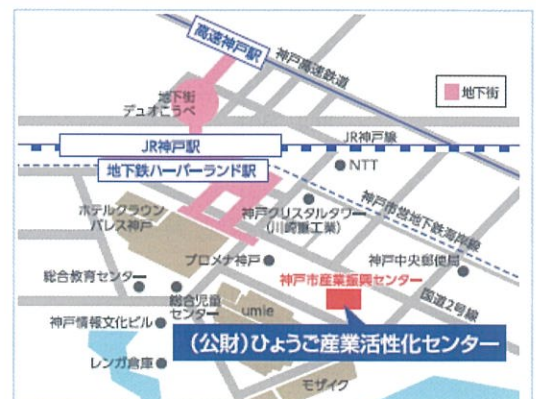 高速神戸駅
神戸高速鉄道
地下街
デュオこうべ
地下街
JR神戸駅
JR神戸線
地下鉄ハーバーランド駅
NTT
神戸市営地下鉄海岸線
ホテルクラウン
パレス神戸
神戸クリスタルタワー
（川崎重工業）
プロメナ神戸
神戸中央郵便局
総合教育センター
神戸市産業振興センター
総合児童
センター
umie
国道2号線
神戸情報文化ビル
（公財）ひょうご産業活性化センター
レンガ倉庫
モザイク